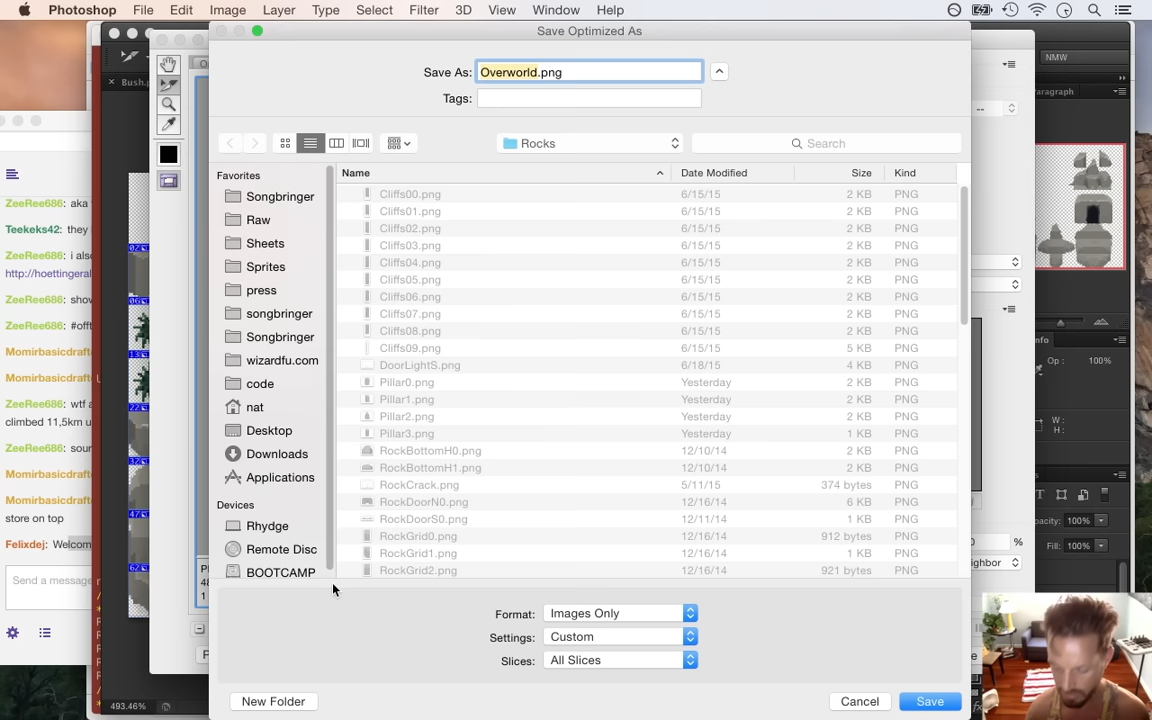 Photoshop File Edit Image Layer Type Select Filter 3D View Window Help
Save Optimized As
NMW
Save As: Overworld.png
Tags:
Rocks
Search
Favorites
Songbringer
Raw
Sheets
Sprites
press
songbringer
Songbringer
wizardfu.com
code
nat
Desktop
Downloads
Applications
Devices
Rhydge
Remote Disc
BOOTCAMP
Name Date Modified Size Kind
Cliffs00.png 6/15/15 2 KB PNG
Cliffs01.png 6/15/15 2 KB PNG
Cliffs02.png 6/15/15 2 KB PNG
Cliffs03.png 6/15/15 2 KB PNG
Cliffs04.png 6/15/15 2 KB PNG
Cliffs05.png 6/15/15 2 KB PNG
Cliffs06.png 6/15/15 2 KB PNG
Cliffs07.png 6/15/15 2 KB PNG
Cliffs08.png 6/15/15 2 KB PNG
Cliffs09.png 6/15/15 5 KB PNG
DoorLightS.png 6/18/15 4 KB PNG
Pillar0.png Yesterday 2 KB PNG
Pillar1.png Yesterday 2 KB PNG
Pillar2.png Yesterday 2 KB PNG
Pillar3.png Yesterday 1 KB PNG
RockBottomH0.png 12/10/14 2 KB PNG
RockBottomH1.png 12/10/14 2 KB PNG
RockCrack.png 5/11/15 374 bytes PNG
RockDoorN0.png 12/16/14 6 KB PNG
RockDoorS0.png 12/11/14 1 KB PNG
RockGrid0.png 12/16/14 912 bytes PNG
RockGrid1.png 12/16/14 1 KB PNG
RockGrid2.png 12/16/14 921 bytes PNG
Format: Images Only
Settings: Custom
Slices: All Slices
New Folder Cancel Save
ZeeRee686: aka
Teekeks42: they
ZeeRee686: i also
http://hoettingeral
ZeeRee686: show
ZeeRee686: #offt
Momirbasicdraft
Momirbasicdraft
ZeeRee686: wtf a
climbed 11,5km u
ZeeRee686: sour
Momirbasicdraft
Momirbasicdraft
store on top
Felixdej: Welcom
Send a message
493.46%
Info
Op: 100%
W:
H:
100%
Fill: 100%
%